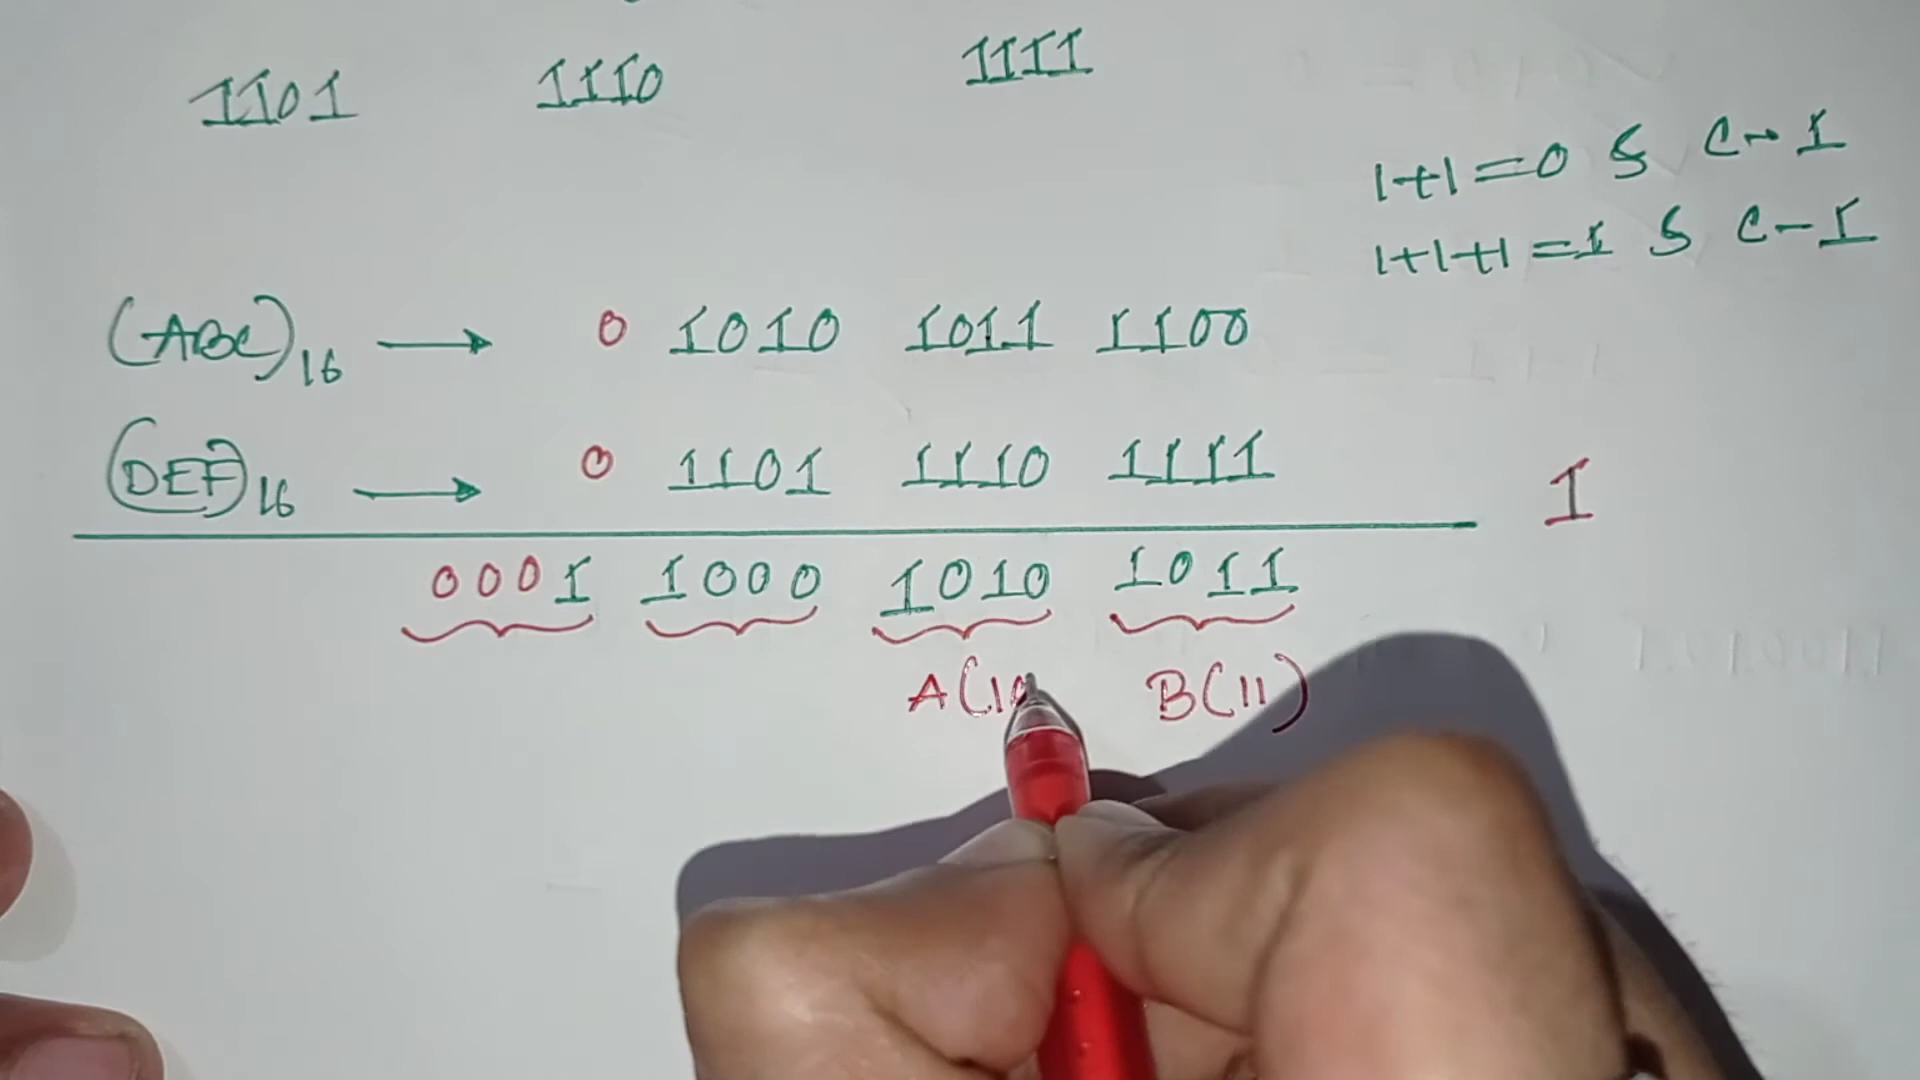 1101 1110 1111
1+1=0 & C-1
1+1+1=1 & C-1
(ABC)16 → 0 1010 1011 1100
(DEF)16 → 0 1101 1110 1111
1
0001 1000 1010 1011
A(10 B(11)